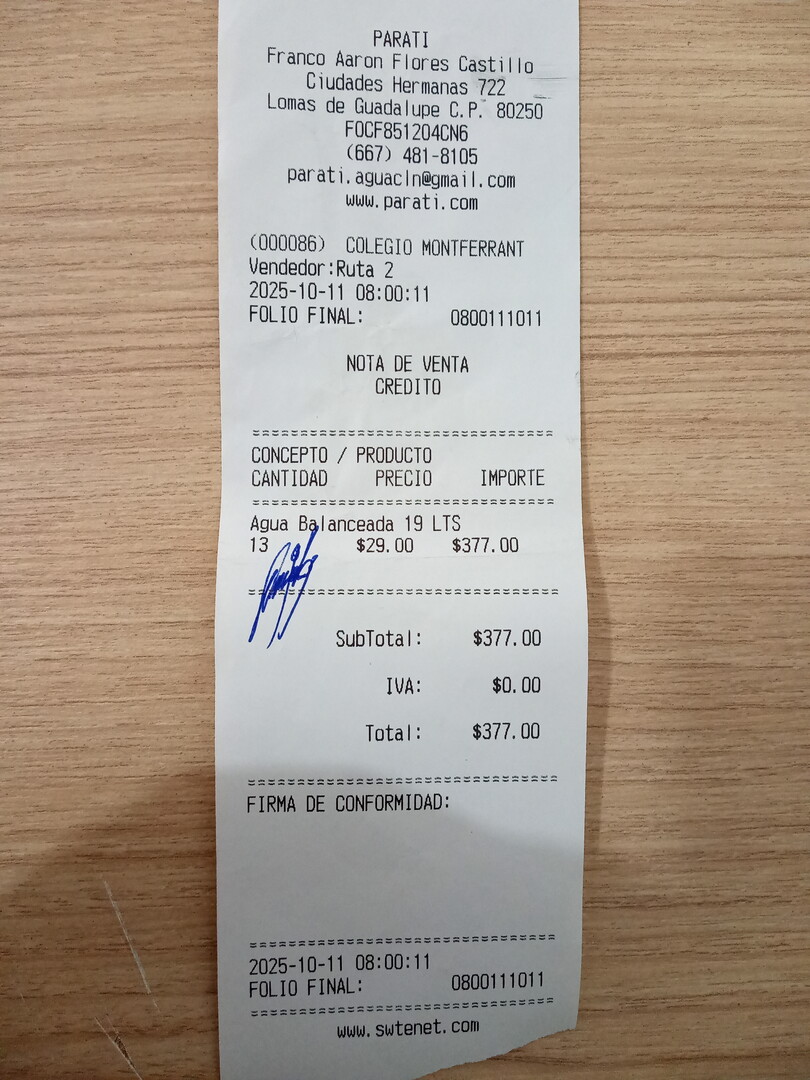 PARATI
Franco Aaron Flores Castillo
Ciudades Hermanas 722
Lomas de Guadalupe C.P. 80250
FOCF851204CN6
(667) 481-8105
parati.aguacln@gmail.com
www.parati.com
(000086) COLEGIO MONTFERRANT
Vendedor:Ruta 2
2025-10-11 08:00:11
FOLIO FINAL: 0800111011
NOTA DE VENTA
CREDITO
CONCEPTO / PRODUCTO
CANTIDAD PRECIO IMPORTE
Agua Balanceada 19 LTS
13 $29.00 $377.00
SubTotal: $377.00
IVA: $0.00
Total: $377.00
FIRMA DE CONFORMIDAD:
2025-10-11 08:00:11
FOLIO FINAL: 0800111011
www.swtenet.com